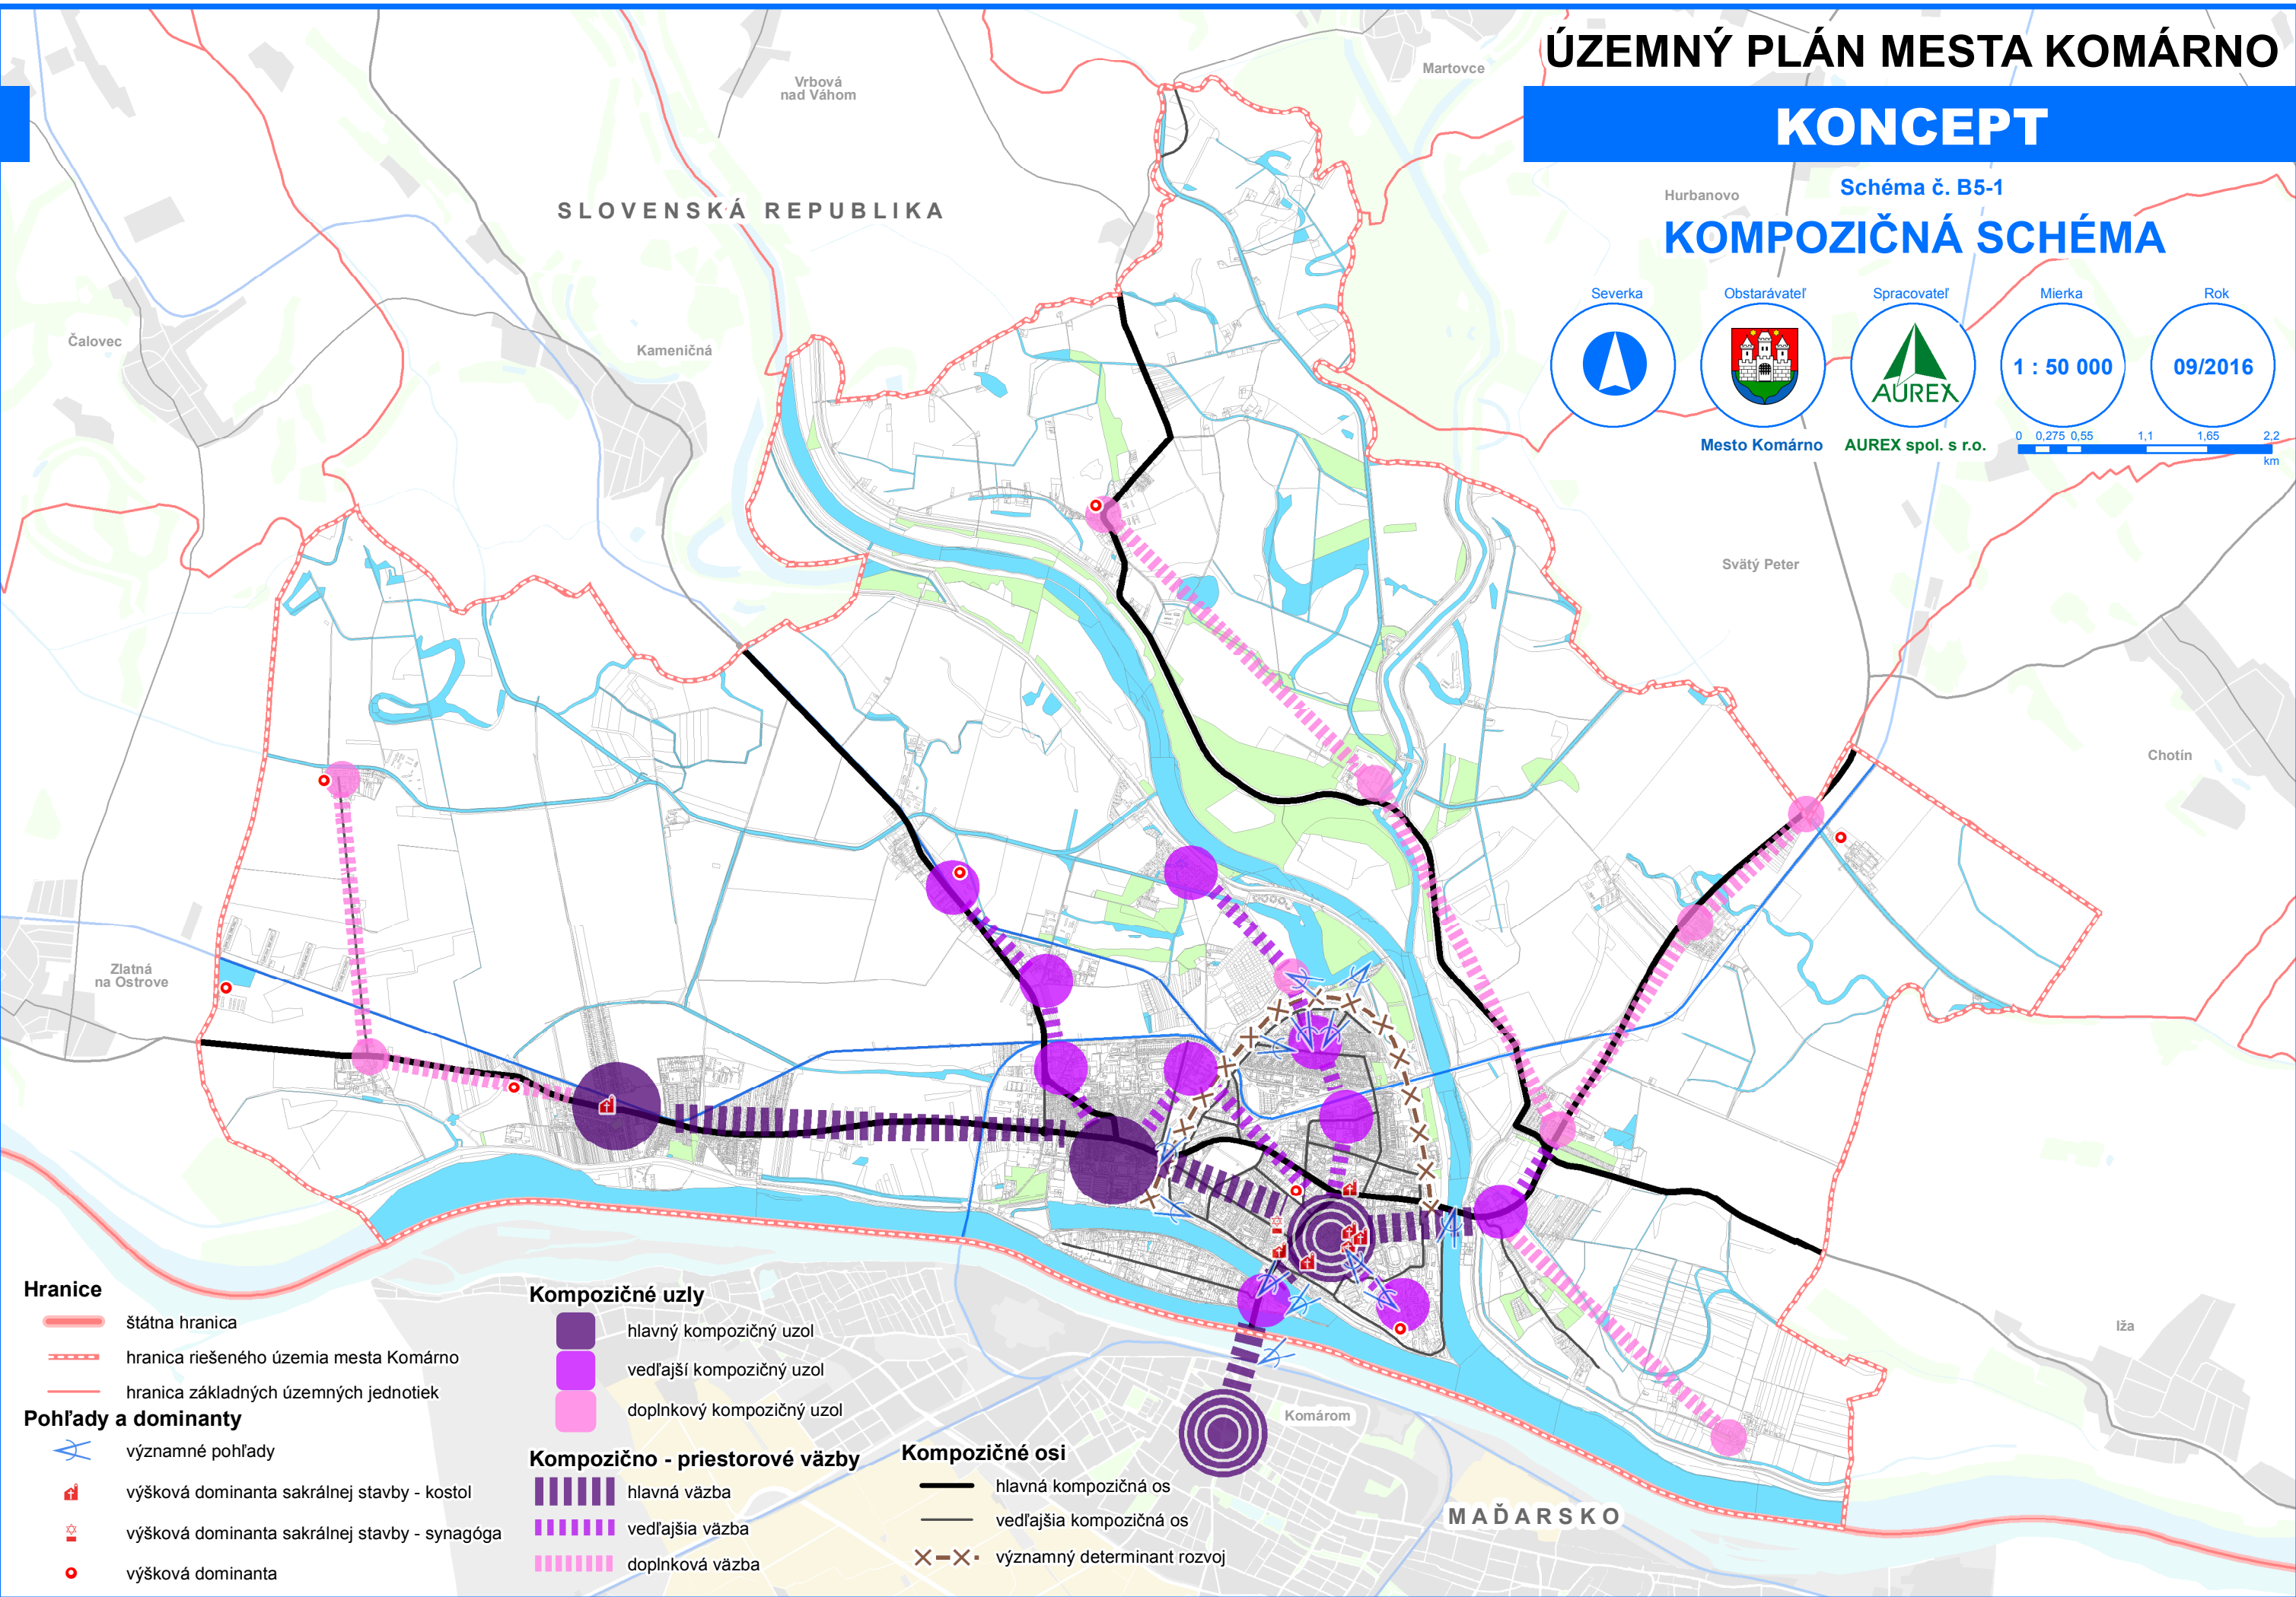 ÚZEMNÝ PLÁN MESTA KOMÁRNO
KONCEPT
Schéma č. B5-1
KOMPOZIČNÁ SCHÉMA
Severka
Obstarávateľ
Spracovateľ
Mierka
Rok
AUREX
1 : 50 000
09/2016
Mesto Komárno
AUREX spol. s r.o.
0 0,275 0,55 1,1 1,65 2,2
km
Martovce
Vrbová
nad Váhom
Hurbanovo
SLOVENSKÁ REPUBLIKA
Čalovec
Kameničná
Svätý Peter
Chotín
Zlatná
na Ostrove
Iža
Komárom
MAĎARSKO
Hranice
štátna hranica
hranica riešeného územia mesta Komárno
hranica základných územných jednotiek
Pohľady a dominanty
významné pohľady
výšková dominanta sakrálnej stavby - kostol
výšková dominanta sakrálnej stavby - synagóga
výšková dominanta
Kompozičné uzly
hlavný kompozičný uzol
vedľajší kompozičný uzol
doplnkový kompozičný uzol
Kompozično - priestorové väzby
hlavná väzba
vedľajšia väzba
doplnková väzba
Kompozičné osi
hlavná kompozičná os
vedľajšia kompozičná os
významný determinant rozvoj